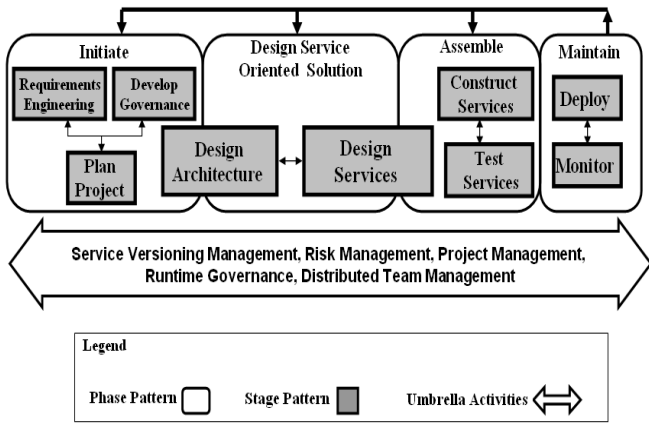 Initiate
Requirements
Engineering
Develop
Governance
Plan
Project
Design Service
Oriented Solution
Design
Architecture
Design
Services
Assemble
Construct
Services
Test
Services
Maintain
Deploy
Monitor
Service Versioning Management, Risk Management, Project Management,
Runtime Governance, Distributed Team Management
Legend
Phase Pattern
Stage Pattern
Umbrella Activities